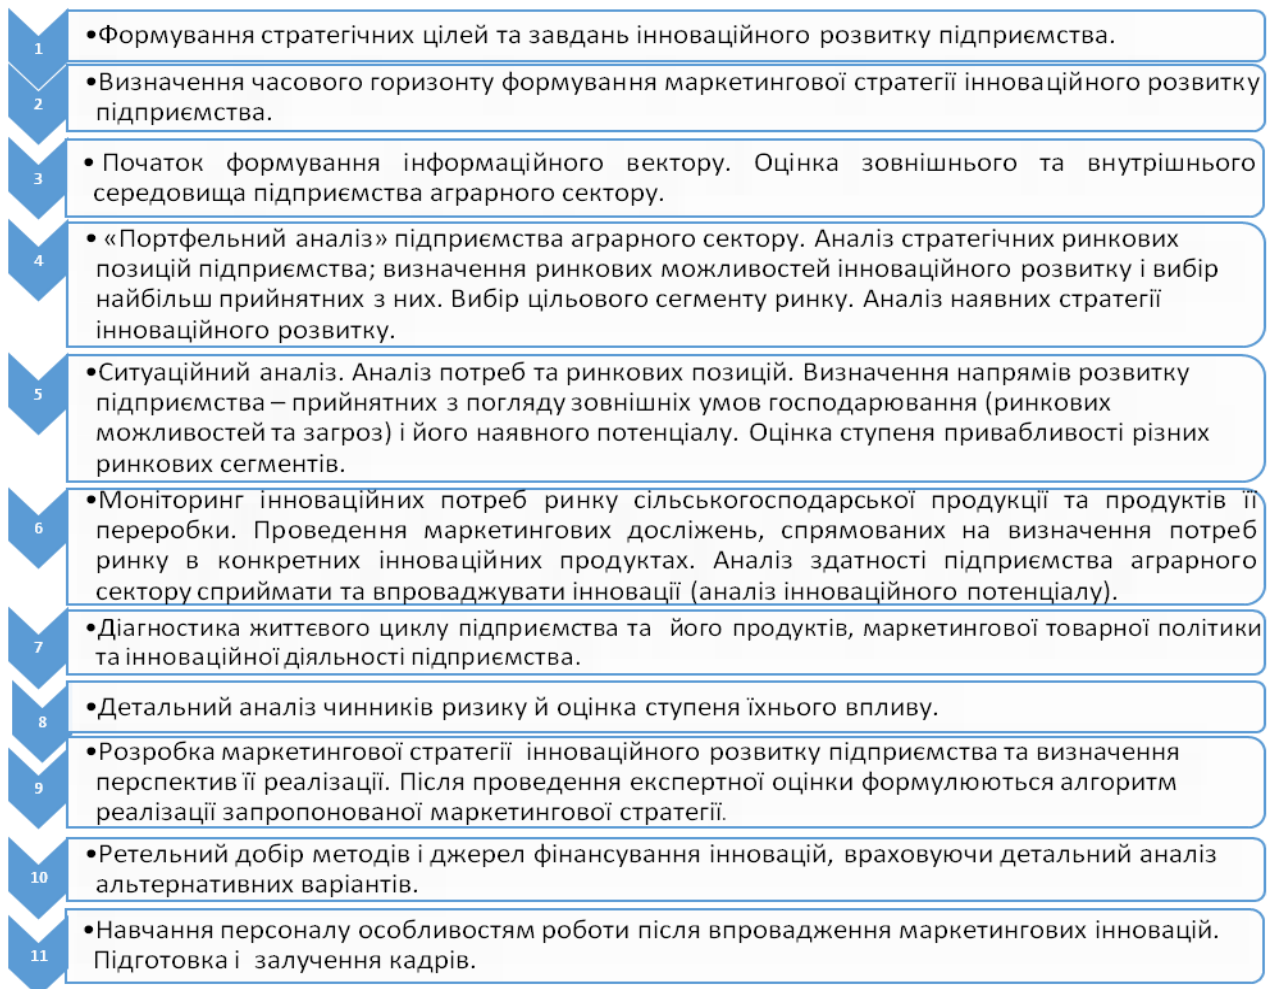 1
•Формування стратегічних цілей та завдань інноваційного розвитку підприємства.
2
•Визначення часового горизонту формування маркетингової стратегії інноваційного розвитку
підприємства.
3
• Початок формування інформаційного вектору. Оцінка зовнішнього та внутрішнього
середовища підприємства аграрного сектору.
4
• «Портфельний аналіз» підприємства аграрного сектору. Аналіз стратегічних ринкових
позицій підприємства; визначення ринкових можливостей інноваційного розвитку і вибір
найбільш прийнятних з них. Вибір цільового сегменту ринку. Аналіз наявних стратегії
інноваційного розвитку.
5
•Ситуаційний аналіз. Аналіз потреб та ринкових позицій. Визначення напрямів розвитку
підприємства – прийнятних з погляду зовнішніх умов господарювання (ринкових
можливостей та загроз) і його наявного потенціалу. Оцінка ступеня привабливості різних
ринкових сегментів.
6
•Моніторинг інноваційних потреб ринку сільськогосподарської продукції та продуктів її
переробки. Проведення маркетингових досліжень, спрямованих на визначення потреб
ринку в конкретних інноваційних продуктах. Аналіз здатності підприємства аграрного
сектору сприймати та впроваджувати інновації (аналіз інноваційного потенціалу).
7
•Діагностика життєвого циклу підприємства та його продуктів, маркетингової товарної політики
та інноваційної діяльності підприємства.
8
•Детальний аналіз чинників ризику й оцінка ступеня їхнього впливу.
9
•Розробка маркетингової стратегії інноваційного розвитку підприємства та визначення
перспектив її реалізації. Після проведення експертної оцінки формулюються алгоритм
реалізації запропонованої маркетингової стратегії.
10
•Ретельний добір методів і джерел фінансування інновацій, враховуючи детальний аналіз
альтернативних варіантів.
11
•Навчання персоналу особливостям роботи після впровадження маркетингових інновацій.
Підготовка і залучення кадрів.